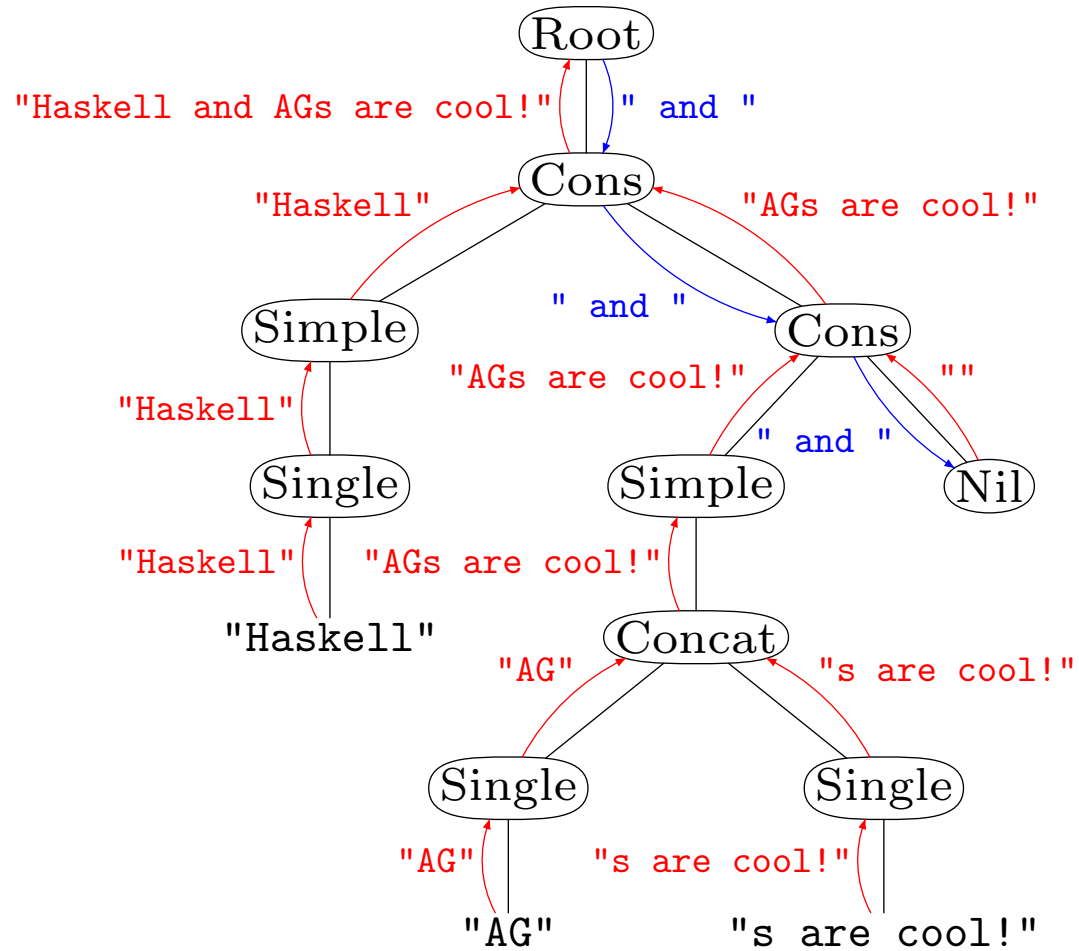 Root
"Haskell and AGs are cool!" " and "
Cons
"Haskell" "AGs are cool!"
" and "
Simple Cons
"AGs are cool!" ""
"Haskell"
" and "
Single Simple Nil
"Haskell" "AGs are cool!"
"Haskell" Concat
"AG" "s are cool!"
Single Single
"AG" "s are cool!"
"AG" "s are cool!"